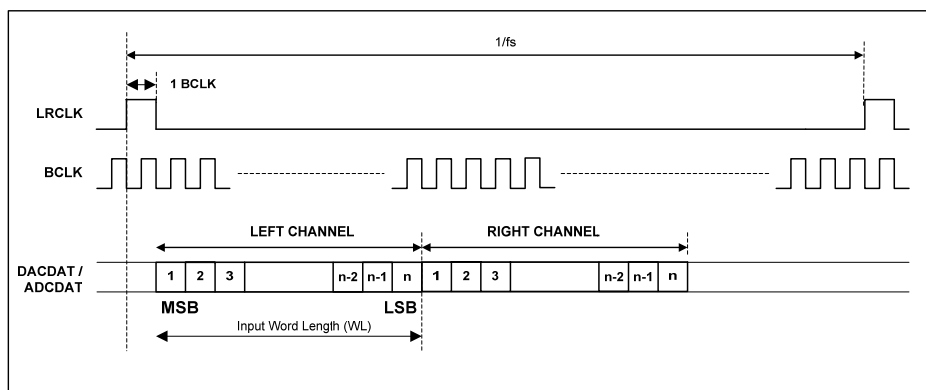 1/fs
1 BCLK
LRCLK
BCLK
LEFT CHANNEL
RIGHT CHANNEL
DACDAT /
ADCDAT
1 2 3 n-2 n-1 n 1 2 3 n-2 n-1 n
MSB
LSB
Input Word Length (WL)